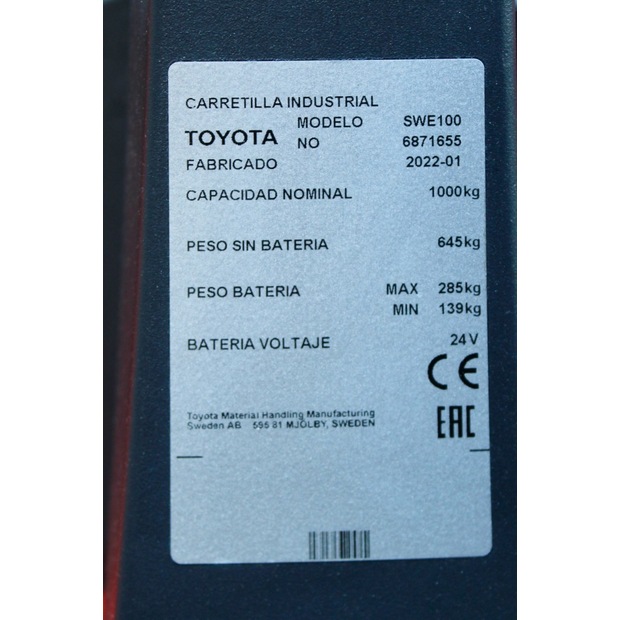 CARRETILLA INDUSTRIAL
MODELO SWE100
TOYOTA
NO 6871655
FABRICADO 2022-01
CAPACIDAD NOMINAL 1000kg
PESO SIN BATERIA 645kg
PESO BATERIA MAX 285kg
MIN 139kg
BATERIA VOLTAJE 24V
CE
Toyota Material Handling Manufacturing
Sweden AB 595 81 MJÖLBY, SWEDEN
EAC